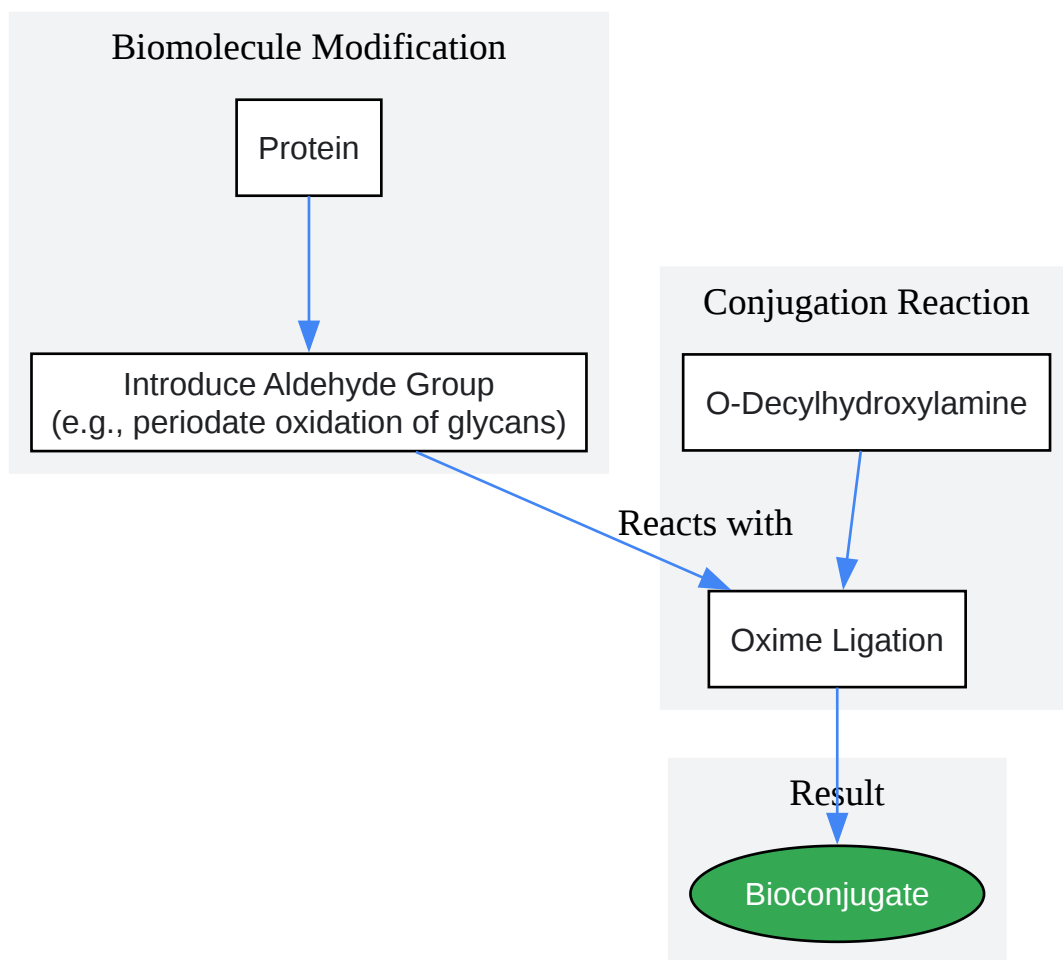 Biomolecule Modification
Protein
Introduce Aldehyde Group
(e.g., periodate oxidation of glycans)
Conjugation Reaction
O-Decylhydroxylamine
Reacts with
Oxime Ligation
Result
Bioconjugate